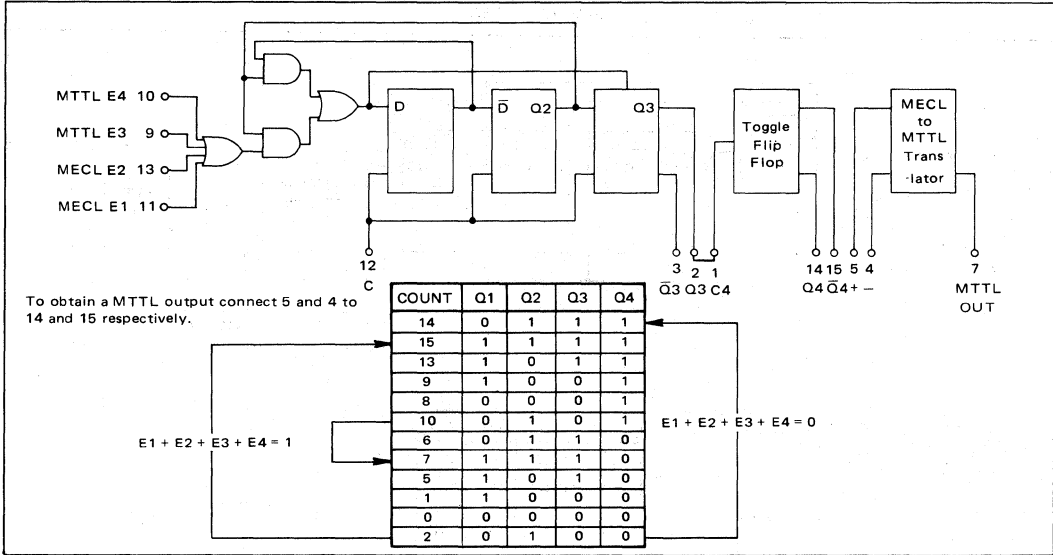 MTTL E4 10
MTTL E3 9
MECL E2 13
MECL E1 11
D
D̅ Q2
Q3
Toggle
Flip
Flop
MECL
to
MTTL
Trans
-lator
12
C
3 2 1
Q̅3 Q3 C4
14 15 5 4
Q4 Q̅4 + –
7
MTTL
OUT
To obtain a MTTL output connect 5 and 4 to
14 and 15 respectively.
COUNT Q1 Q2 Q3 Q4
14 0 1 1 1
15 1 1 1 1
13 1 0 1 1
9 1 0 0 1
8 0 0 0 1
10 0 1 0 1
6 0 1 1 0
7 1 1 1 0
5 1 0 1 0
1 1 0 0 0
0 0 0 0 0
2 0 1 0 0
E1 + E2 + E3 + E4 = 1
E1 + E2 + E3 + E4 = 0